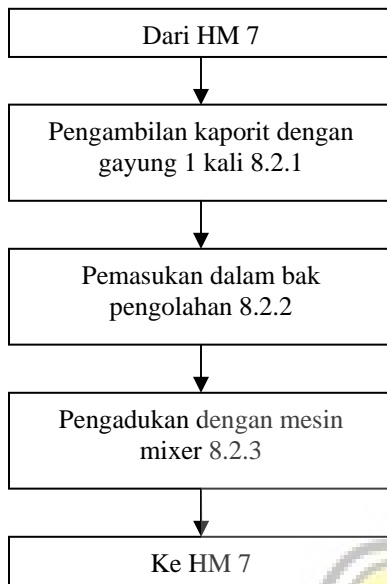 Dari HM 7
Pengambilan kaporit dengan
gayung 1 kali 8.2.1
Pemasukan dalam bak
pengolahan 8.2.2
Pengadukan dengan mesin
mixer 8.2.3
Ke HM 7